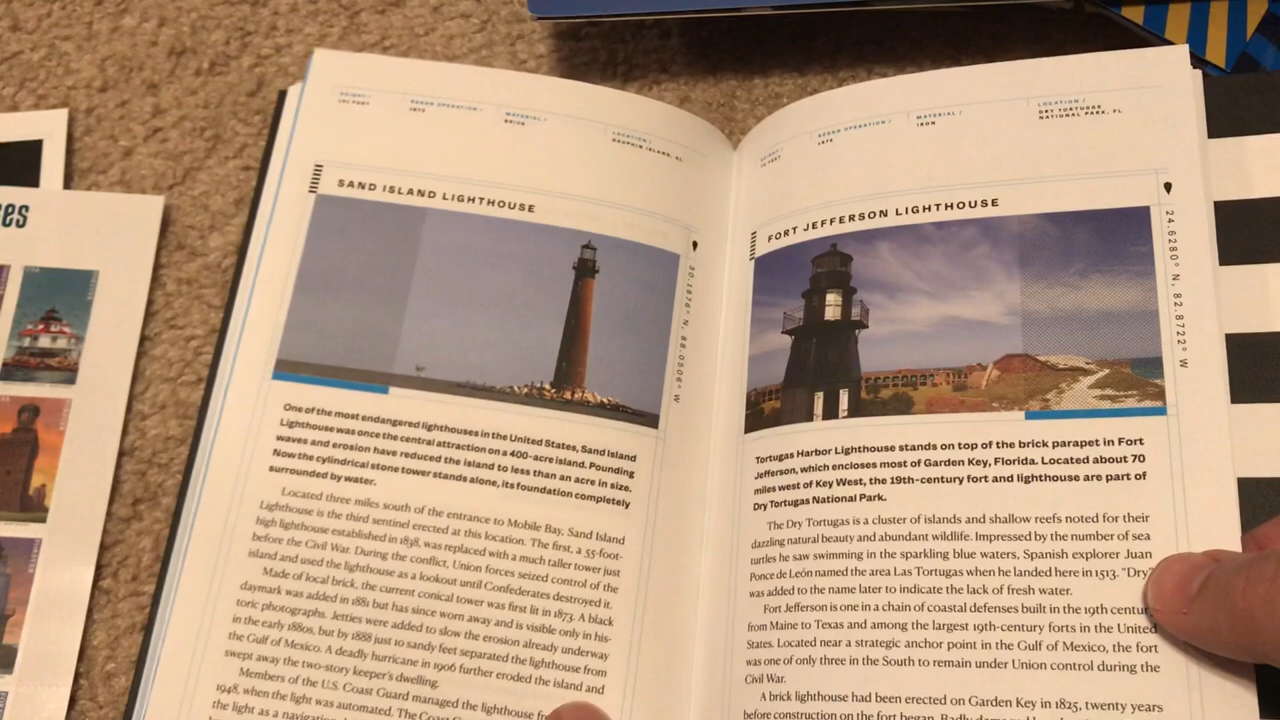 es
HEIGHT /
BEGAN OPERATION /
1873
MATERIAL /
BRICK
LOCATION /
DAUPHIN ISLAND, AL
SAND ISLAND LIGHTHOUSE
30.1876° N, 88.0506° W
One of the most endangered lighthouses in the United States, Sand Island
Lighthouse was once the central attraction on a 400-acre island. Pounding
waves and erosion have reduced the island to less than an acre in size.
Now the cylindrical stone tower stands alone, its foundation completely
surrounded by water.
Located three miles south of the entrance to Mobile Bay, Sand Island
Lighthouse is the third sentinel erected at this location. The first, a 55-foot-
high lighthouse established in 1838, was replaced with a much taller tower just
before the Civil War. During the conflict, Union forces seized control of the
island and used the lighthouse as a lookout until Confederates destroyed it.
Made of local brick, the current conical tower was first lit in 1873. A black
daymark was added in 1881 but has since worn away and is visible only in his-
toric photographs. Jetties were added to slow the erosion already underway
in the early 1880s, but by 1888 just 10 sandy feet separated the lighthouse from
the Gulf of Mexico. A deadly hurricane in 1906 further eroded the island and
swept away the two-story keeper's dwelling.
Members of the U.S. Coast Guard managed the lighthouse
1948, when the light was automated. The Coast
the light as a
HEIGHT /
BEGAN OPERATION /
1876
MATERIAL /
IRON
LOCATION /
DRY TORTUGAS
NATIONAL PARK, FL
FORT JEFFERSON LIGHTHOUSE
24.6280° N, 82.8722° W
Tortugas Harbor Lighthouse stands on top of the brick parapet in Fort
Jefferson, which encloses most of Garden Key, Florida. Located about 70
miles west of Key West, the 19th-century fort and lighthouse are part of
Dry Tortugas National Park.
The Dry Tortugas is a cluster of islands and shallow reefs noted for their
dazzling natural beauty and abundant wildlife. Impressed by the number of sea
turtles he saw swimming in the sparkling blue waters, Spanish explorer Juan
Ponce de León named the area Las Tortugas when he landed here in 1513. "Dry"
was added to the name later to indicate the lack of fresh water.
Fort Jefferson is one in a chain of coastal defenses built in the 19th century
from Maine to Texas and among the largest 19th-century forts in the United
States. Located near a strategic anchor point in the Gulf of Mexico, the fort
was one of only three in the South to remain under Union control during the
Civil War.
A brick lighthouse had been erected on Garden Key in 1825, twenty years
before construction on the fort began. Badly